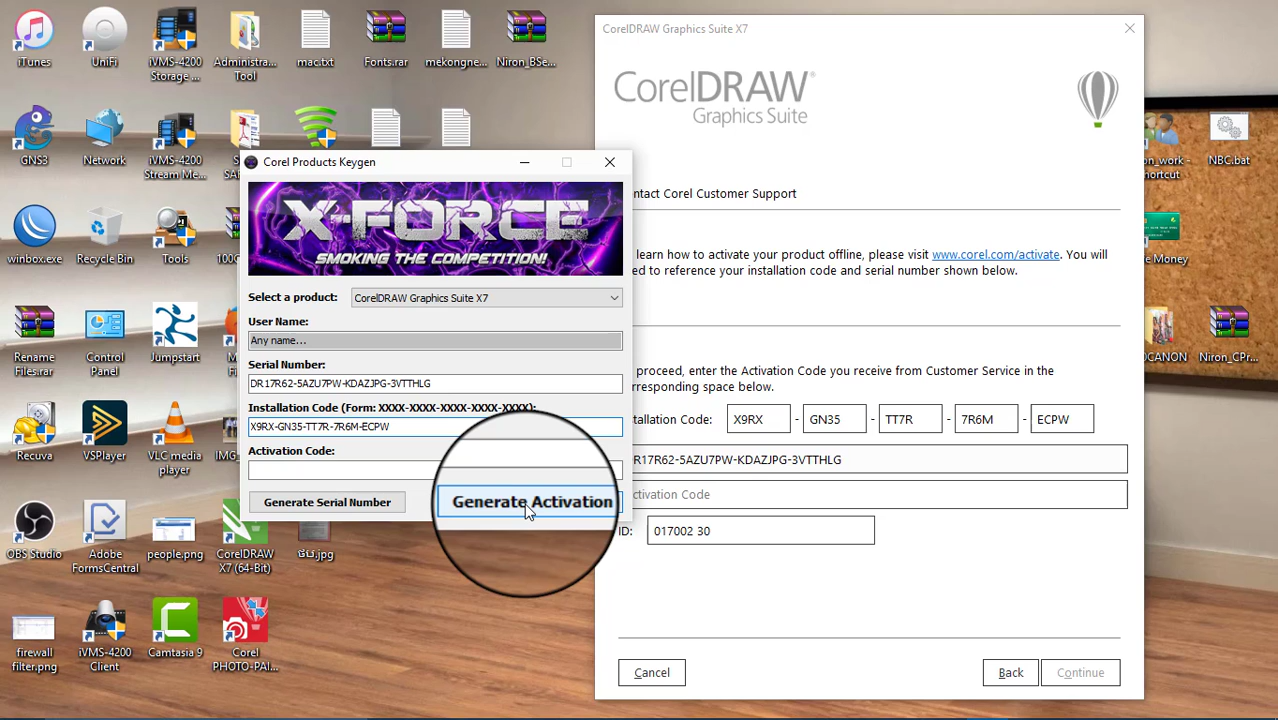 iTunes
UniFi
iVMS-4200
Storage ...
Administra...
Tool
mac.txt
Fonts.rar
mekongne...
Niron_BSe...
GNS3
Network
iVMS-4200
Stream Me...
winbox.exe
Recycle Bin
Tools
Rename
Files.rar
Control
Panel
Jumpstart
Recuva
VSPlayer
VLC media
player
OBS Studio
Adobe
FormsCentral
people.png
CorelDRAW
X7 (64-Bit)
firewall
filter.png
iVMS-4200
Client
Camtasia 9
Corel
PHOTO-PAI...
Corel Products Keygen
X-FORCE
SMOKING THE COMPETITION!
Select a product:
CorelDRAW Graphics Suite X7
User Name:
Any name...
Serial Number:
DR17R62-5AZU7PW-KDAZJPG-3VTTHLG
Installation Code (Form: XXXX-XXXX-XXXX-XXXX-XXXX):
X9RX-GN35-TT7R-7R6M-ECPW
Activation Code:
Generate Serial Number
Generate Activation
CorelDRAW Graphics Suite X7
CorelDRAW®
Graphics Suite
ntact Corel Customer Support
learn how to activate your product offline, please visit www.corel.com/activate. You will
ed to reference your installation code and serial number shown below.
proceed, enter the Activation Code you receive from Customer Service in the
rresponding space below.
stallation Code: X9RX - GN35 - TT7R - 7R6M - ECPW
R17R62-5AZU7PW-KDAZJPG-3VTTHLG
ctivation Code
ID: 017002 30
Cancel
Back
Continue
on_work -
hortcut
NBC.bat
re Money
0CANON
Niron_CPr...